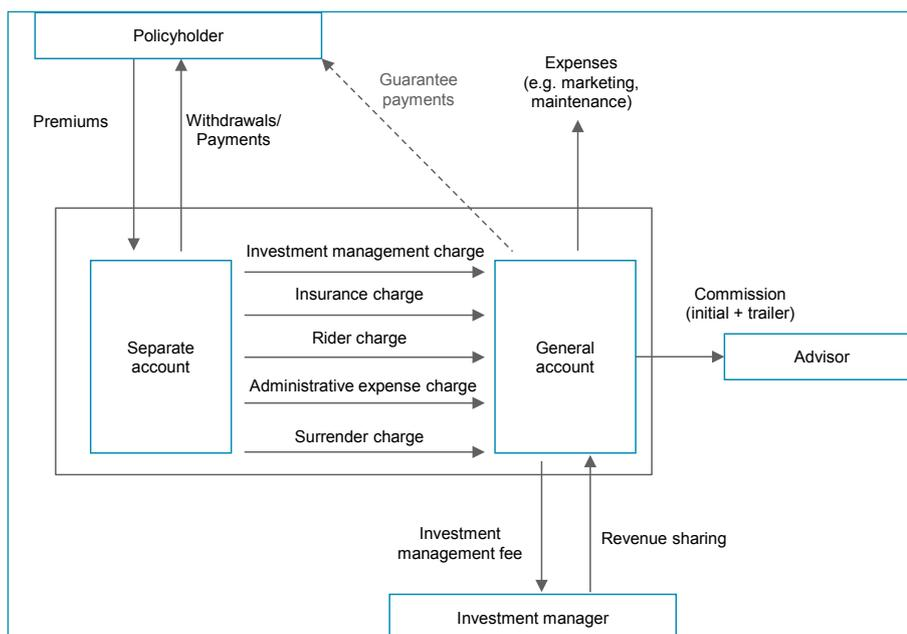 Policyholder
Expenses
(e.g. marketing,
maintenance)
Guarantee
payments
Premiums
Withdrawals/
Payments
Investment management charge
Insurance charge
Rider charge
Administrative expense charge
Surrender charge
Separate
account
General
account
Commission
(initial + trailer)
Advisor
Investment
management fee
Revenue sharing
Investment manager